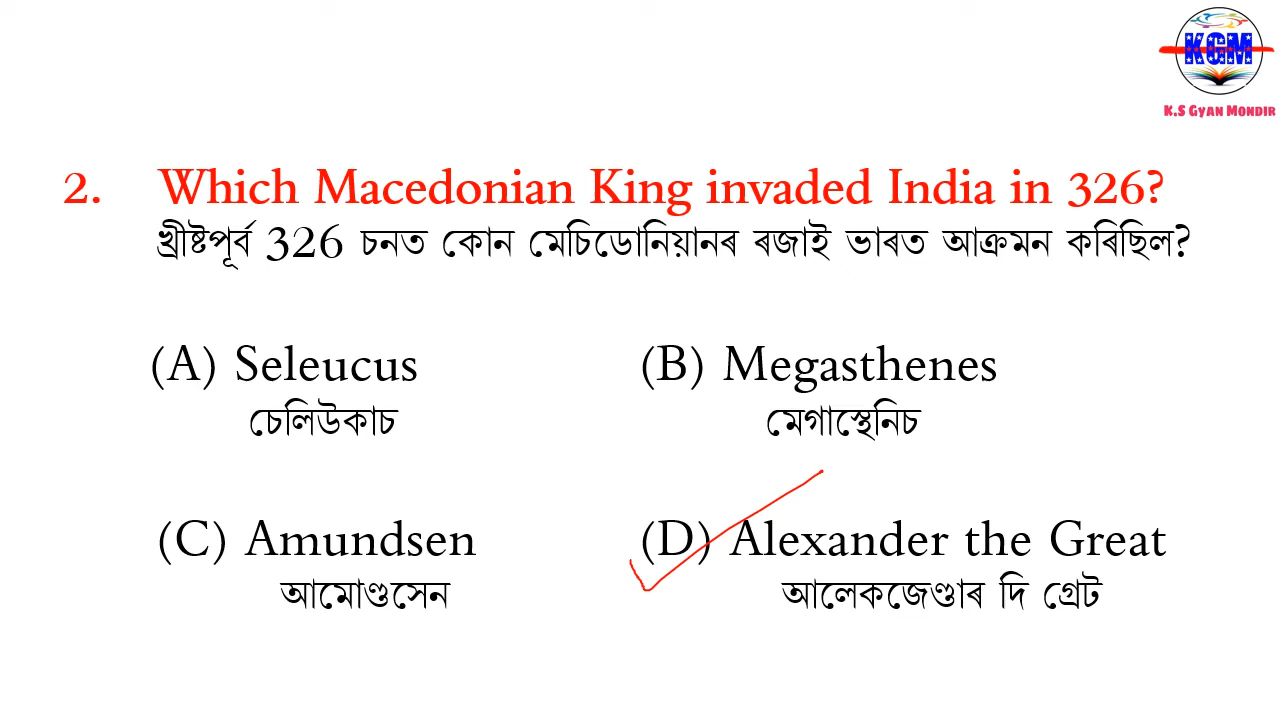 KGM
K.S Gyan Mondir
2. Which Macedonian King invaded India in 326?
খ্ৰীষ্টপূৰ্ব 326 চনত কোন মেচিডোনিয়ানৰ ৰজাই ভাৰত আক্ৰমন কৰিছিল?
(A) Seleucus (B) Megasthenes
চেলিউকাচ মেগাস্থেনিচ
(C) Amundsen (D) Alexander the Great
আমোণ্ডসেন আলেকজেণ্ডাৰ দি গ্ৰেট